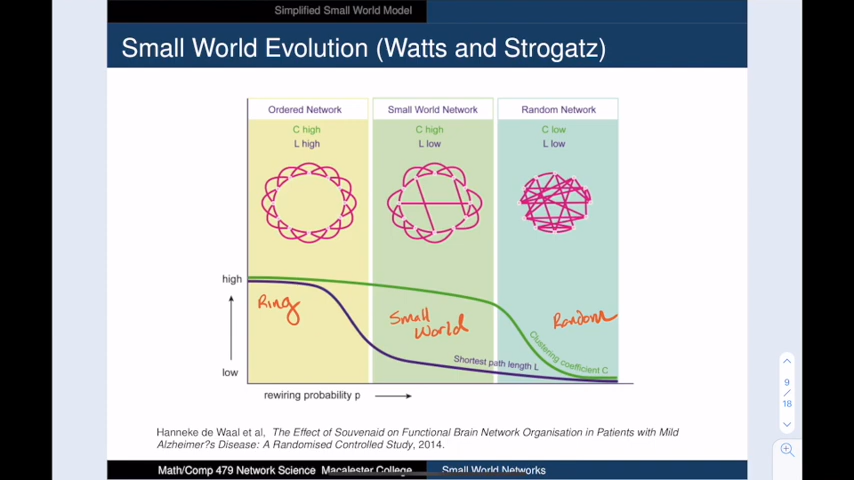 Simplified Small World Model
Small World Evolution (Watts and Strogatz)
Ordered Network
C high
L high
Small World Network
C high
L low
Random Network
C low
L low
high
low
Ring
Small
World
Random
Shortest path length L
Clustering coefficient C
rewiring probability p
Hanneke de Waal et al, The Effect of Souvenaid on Functional Brain Network Organisation in Patients with Mild
Alzheimer?s Disease: A Randomised Controlled Study, 2014.
Math/Comp 479 Network Science Macalester College
Small World Networks
9
/
18